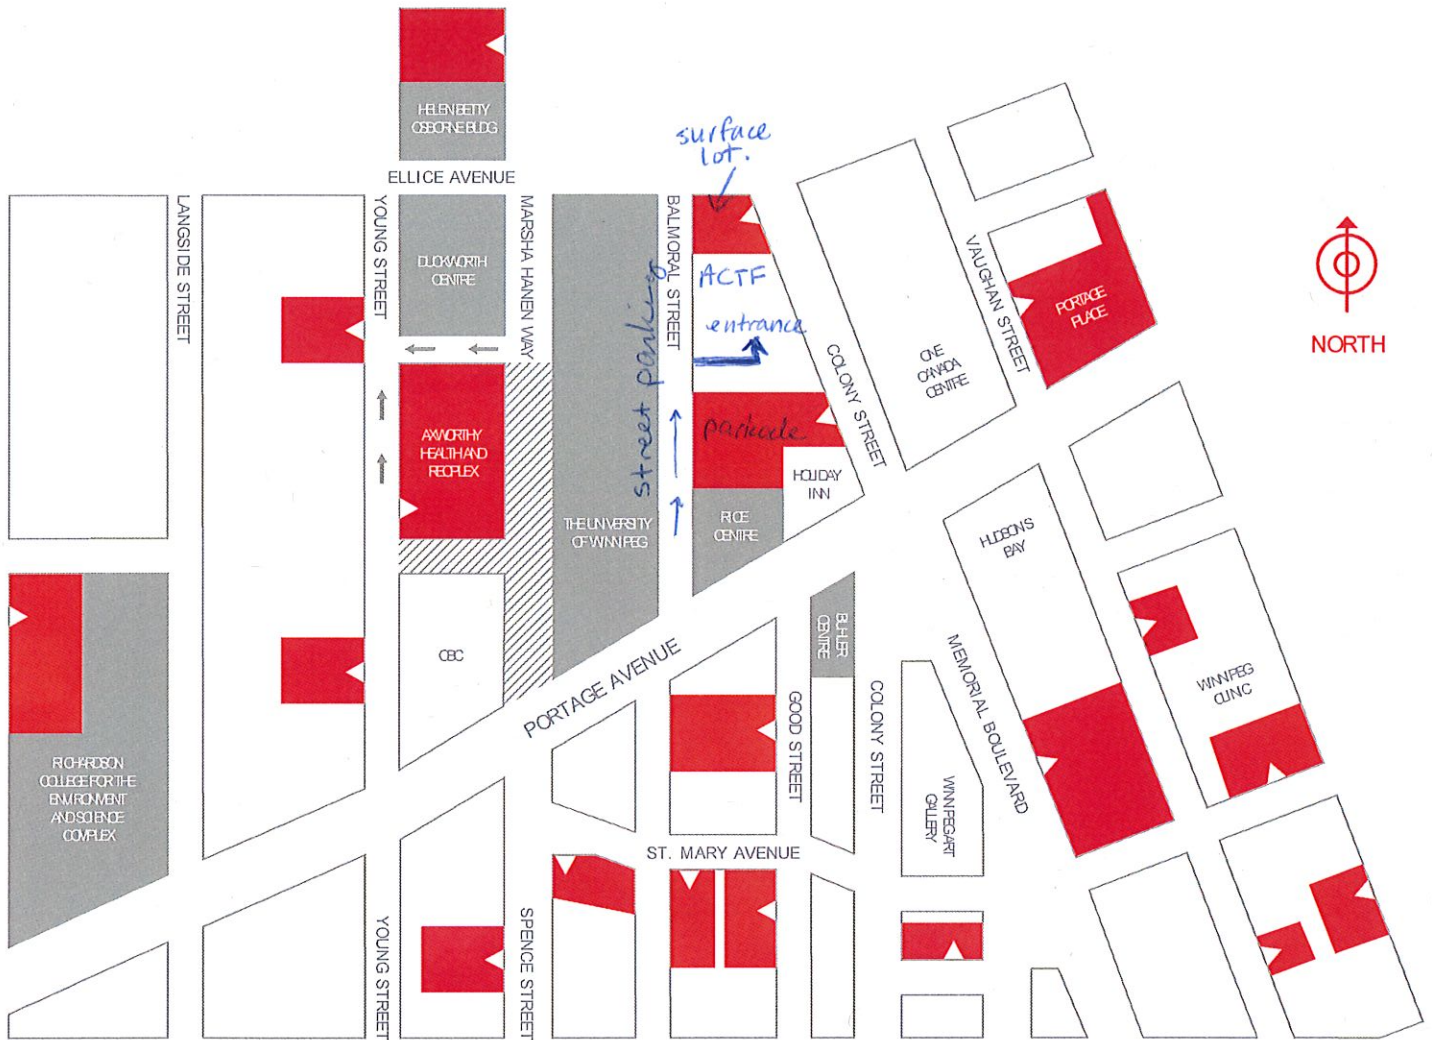 HELEN BETTY
OSBORNE BLDG
surface
lot.
ELLICE AVENUE
LANGSIDE STREET
YOUNG STREET
MARSHA HANEN WAY
BALMORAL STREET
DUCKWORTH
CENTRE
street parking
ACTF
entrance
COLONY STREET
ONE
CANADA
CENTRE
VAUGHAN STREET
PORTAGE
PLACE
NORTH
AXWORTHY
HEALTH AND
RECPLEX
parkade
HOLIDAY
INN
THE UNIVERSITY
OF WINNIPEG
RICE
CENTRE
HUDSON'S
BAY
BUHLER
CENTRE
CBC
PORTAGE AVENUE
GOOD STREET
COLONY STREET
MEMORIAL BOULEVARD
WINNIPEG
CLINIC
RICHARDSON
COLLEGE FOR THE
ENVIRONMENT
AND SCIENCE
COMPLEX
WINNIPEG ART
GALLERY
ST. MARY AVENUE
YOUNG STREET
SPENCE STREET